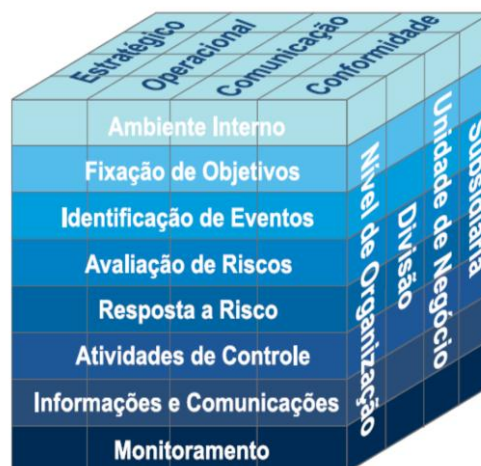 Estratégico
Operacional
Comunicação
Conformidade
Ambiente Interno
Fixação de Objetivos
Identificação de Eventos
Avaliação de Riscos
Resposta a Risco
Atividades de Controle
Informações e Comunicações
Monitoramento
Nível de Organização
Divisão
Unidade de Negócio
Subsidiária